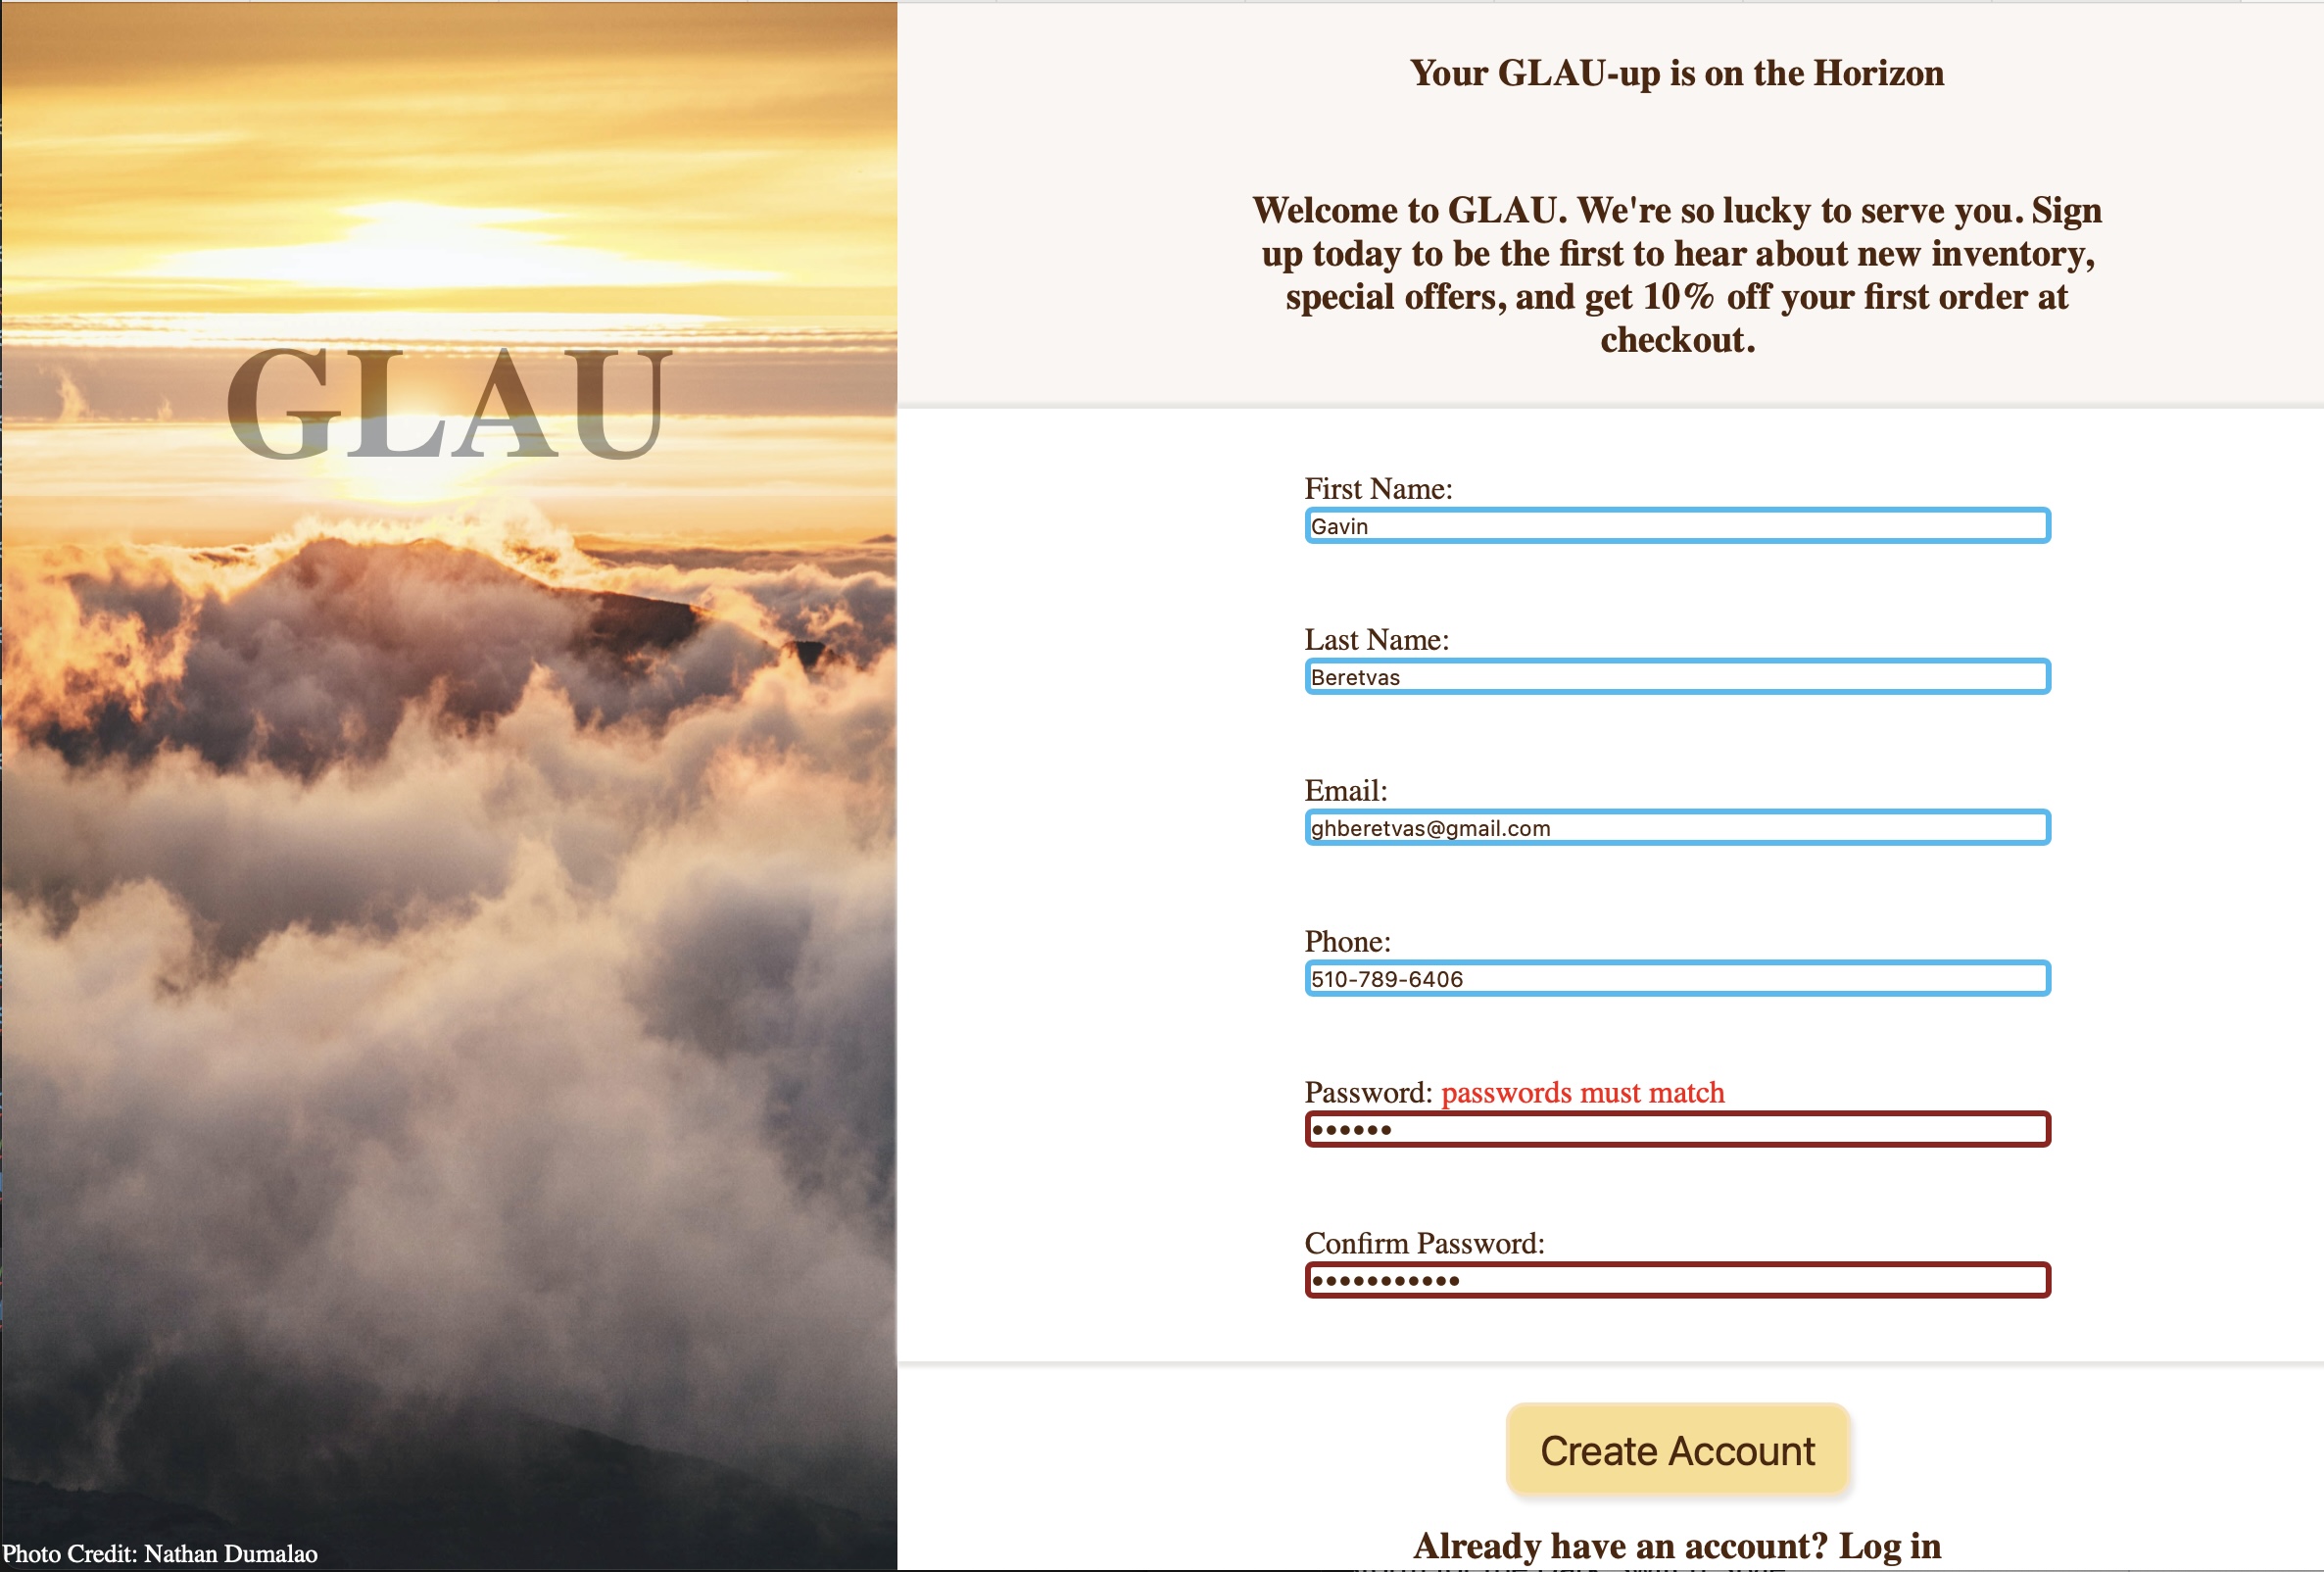 GLAU
Photo Credit: Nathan Dumalao
Your GLAU-up is on the Horizon
Welcome to GLAU. We're so lucky to serve you. Sign
up today to be the first to hear about new inventory,
special offers, and get 10% off your first order at
checkout.
First Name:
Gavin
Last Name:
Beretvas
Email:
ghberetvas@gmail.com
Phone:
510-789-6406
Password: passwords must match
••••••
Confirm Password:
•••••••••••
Create Account
Already have an account? Log in